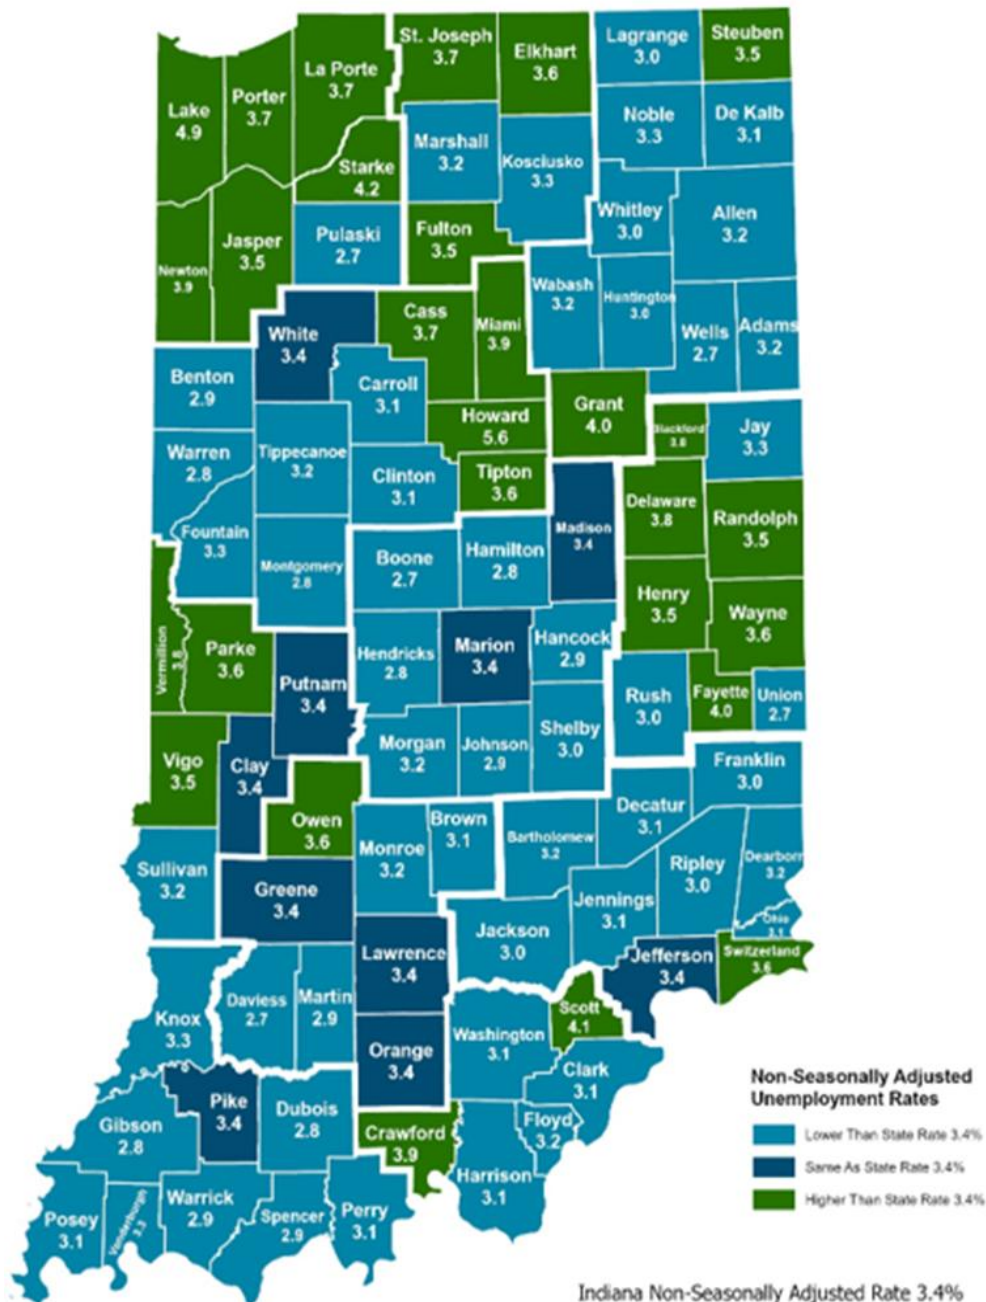 St. Joseph
3.7
Elkhart
3.6
Lagrange
3.0
Steuben
3.5
La Porte
3.7
Porter
3.7
Lake
4.9
Noble
3.3
De Kalb
3.1
Marshall
3.2
Kosciusko
3.3
Starke
4.2
Whitley
3.0
Allen
3.2
Pulaski
2.7
Fulton
3.5
Jasper
3.5
Newton
3.9
Wabash
3.2
Huntington
3.0
Wells
2.7
Adams
3.2
White
3.4
Cass
3.7
Miami
3.9
Benton
2.9
Carroll
3.1
Grant
4.0
Howard
5.6
Blackford
3.8
Jay
3.3
Warren
2.8
Tippecanoe
3.2
Clinton
3.1
Tipton
3.6
Delaware
3.8
Randolph
3.5
Fountain
3.3
Montgomery
2.8
Boone
2.7
Hamilton
2.8
Madison
3.4
Henry
3.5
Wayne
3.6
Vermillion
3.8
Parke
3.6
Putnam
3.4
Hendricks
2.8
Marion
3.4
Hancock
2.9
Rush
3.0
Fayette
4.0
Union
2.7
Vigo
3.5
Clay
3.4
Morgan
3.2
Johnson
2.9
Shelby
3.0
Franklin
3.0
Owen
3.6
Monroe
3.2
Brown
3.1
Bartholomew
3.2
Decatur
3.1
Ripley
3.0
Dearborn
3.2
Sullivan
3.2
Greene
3.4
Jennings
3.1
Ohio
3.1
Jackson
3.0
Lawrence
3.4
Jefferson
3.4
Switzerland
3.6
Knox
3.3
Daviess
2.7
Martin
2.9
Scott
4.1
Orange
3.4
Washington
3.1
Clark
3.1
Pike
3.4
Dubois
2.8
Gibson
2.8
Crawford
3.9
Floyd
3.2
Harrison
3.1
Posey
3.1
Vanderburgh
3.3
Warrick
2.9
Spencer
2.9
Perry
3.1
Non-Seasonally Adjusted
Unemployment Rates
Lower Than State Rate 3.4%
Same As State Rate 3.4%
Higher Than State Rate 3.4%
Indiana Non-Seasonally Adjusted Rate 3.4%